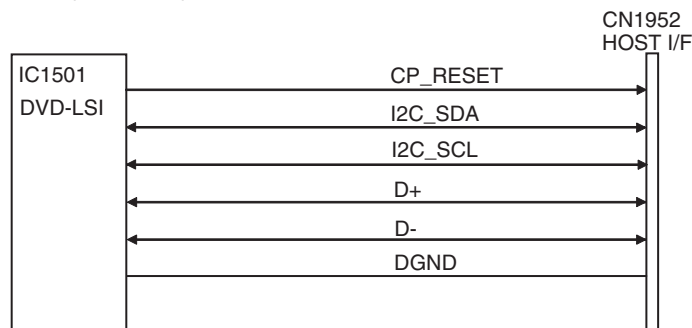 CN1952
HOST I/F
IC1501
DVD-LSI
CP_RESET
I2C_SDA
I2C_SCL
D+
D-
DGND